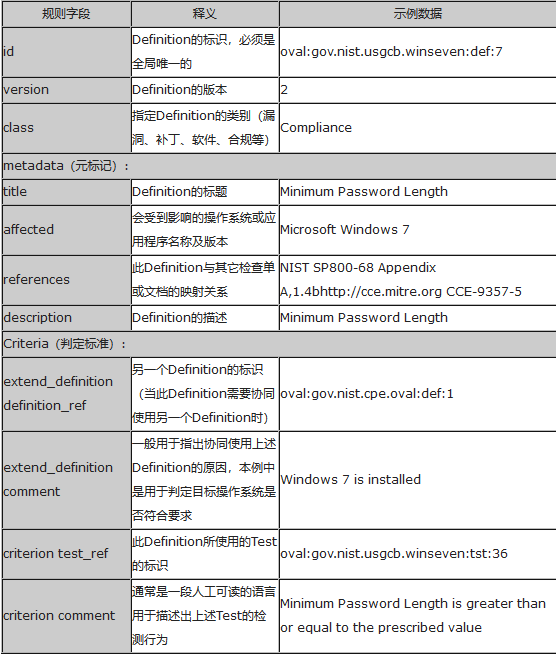 规则字段 释义 示例数据
id Definition的标识，必须是 oval:gov.nist.usgcb.winseven:def:7
全局唯一的
version Definition的版本 2
class 指定Definition的类别（漏 Compliance
洞、补丁、软件、合规等）
metadata（元标记）:
title Definition的标题 Minimum Password Length
affected 会受到影响的操作系统或应 Microsoft Windows 7
用程序名称及版本
references 此Definition与其它检查单 NIST SP800-68 Appendix
或文档的映射关系 A,1.4bhttp://cce.mitre.org CCE-9357-5
description Definition的描述 Minimum Password Length
Criteria（判定标准）:
extend_definition 另一个Definition的标识 oval:gov.nist.cpe.oval:def:1
definition_ref （当此Definition需要协同
使用另一个Definition时）
extend_definition 一般用于指出协同使用上述 Windows 7 is installed
comment Definition的原因，本例中
是用于判定目标操作系统是
否符合要求
criterion test_ref 此Definition所使用的Test oval:gov.nist.usgcb.winseven:tst:36
的标识
criterion comment 通常是一段人工可读的语言 Minimum Password Length is greater than
用于描述出上述Test的检 or equal to the prescribed value
测行为